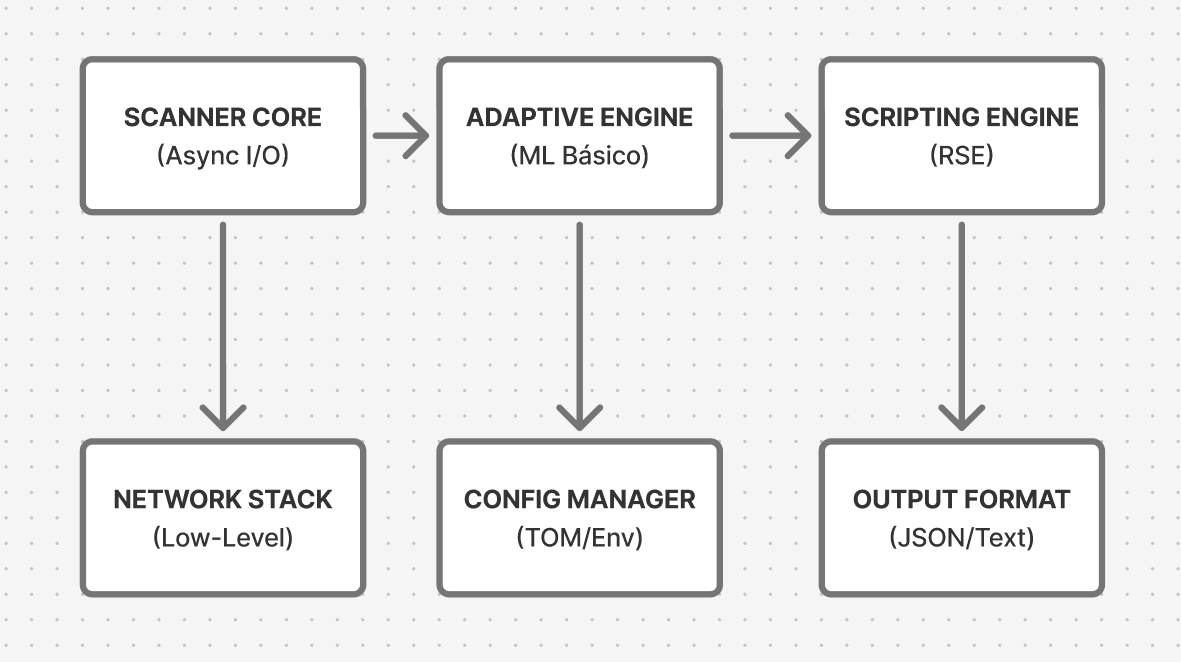 SCANNER CORE
(Async I/O)
ADAPTIVE ENGINE
(ML Básico)
SCRIPTING ENGINE
(RSE)
NETWORK STACK
(Low-Level)
CONFIG MANAGER
(TOM/Env)
OUTPUT FORMAT
(JSON/Text)